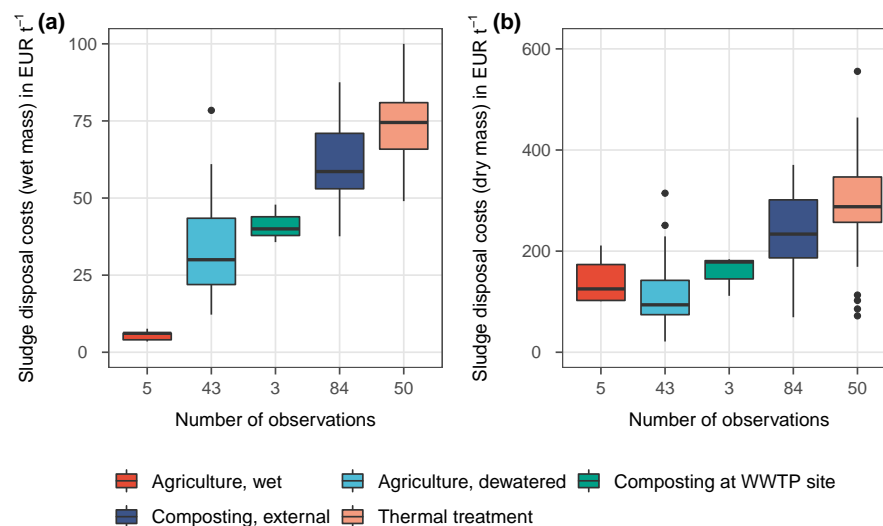 (a)
Sludge disposal costs (wet mass) in EUR t⁻¹
100
75
50
25
0
5 43 3 84 50
Number of observations
(b)
Sludge disposal costs (dry mass) in EUR t⁻¹
600
400
200
0
5 43 3 84 50
Number of observations
Agriculture, wet Agriculture, dewatered Composting at WWTP site
Composting, external Thermal treatment